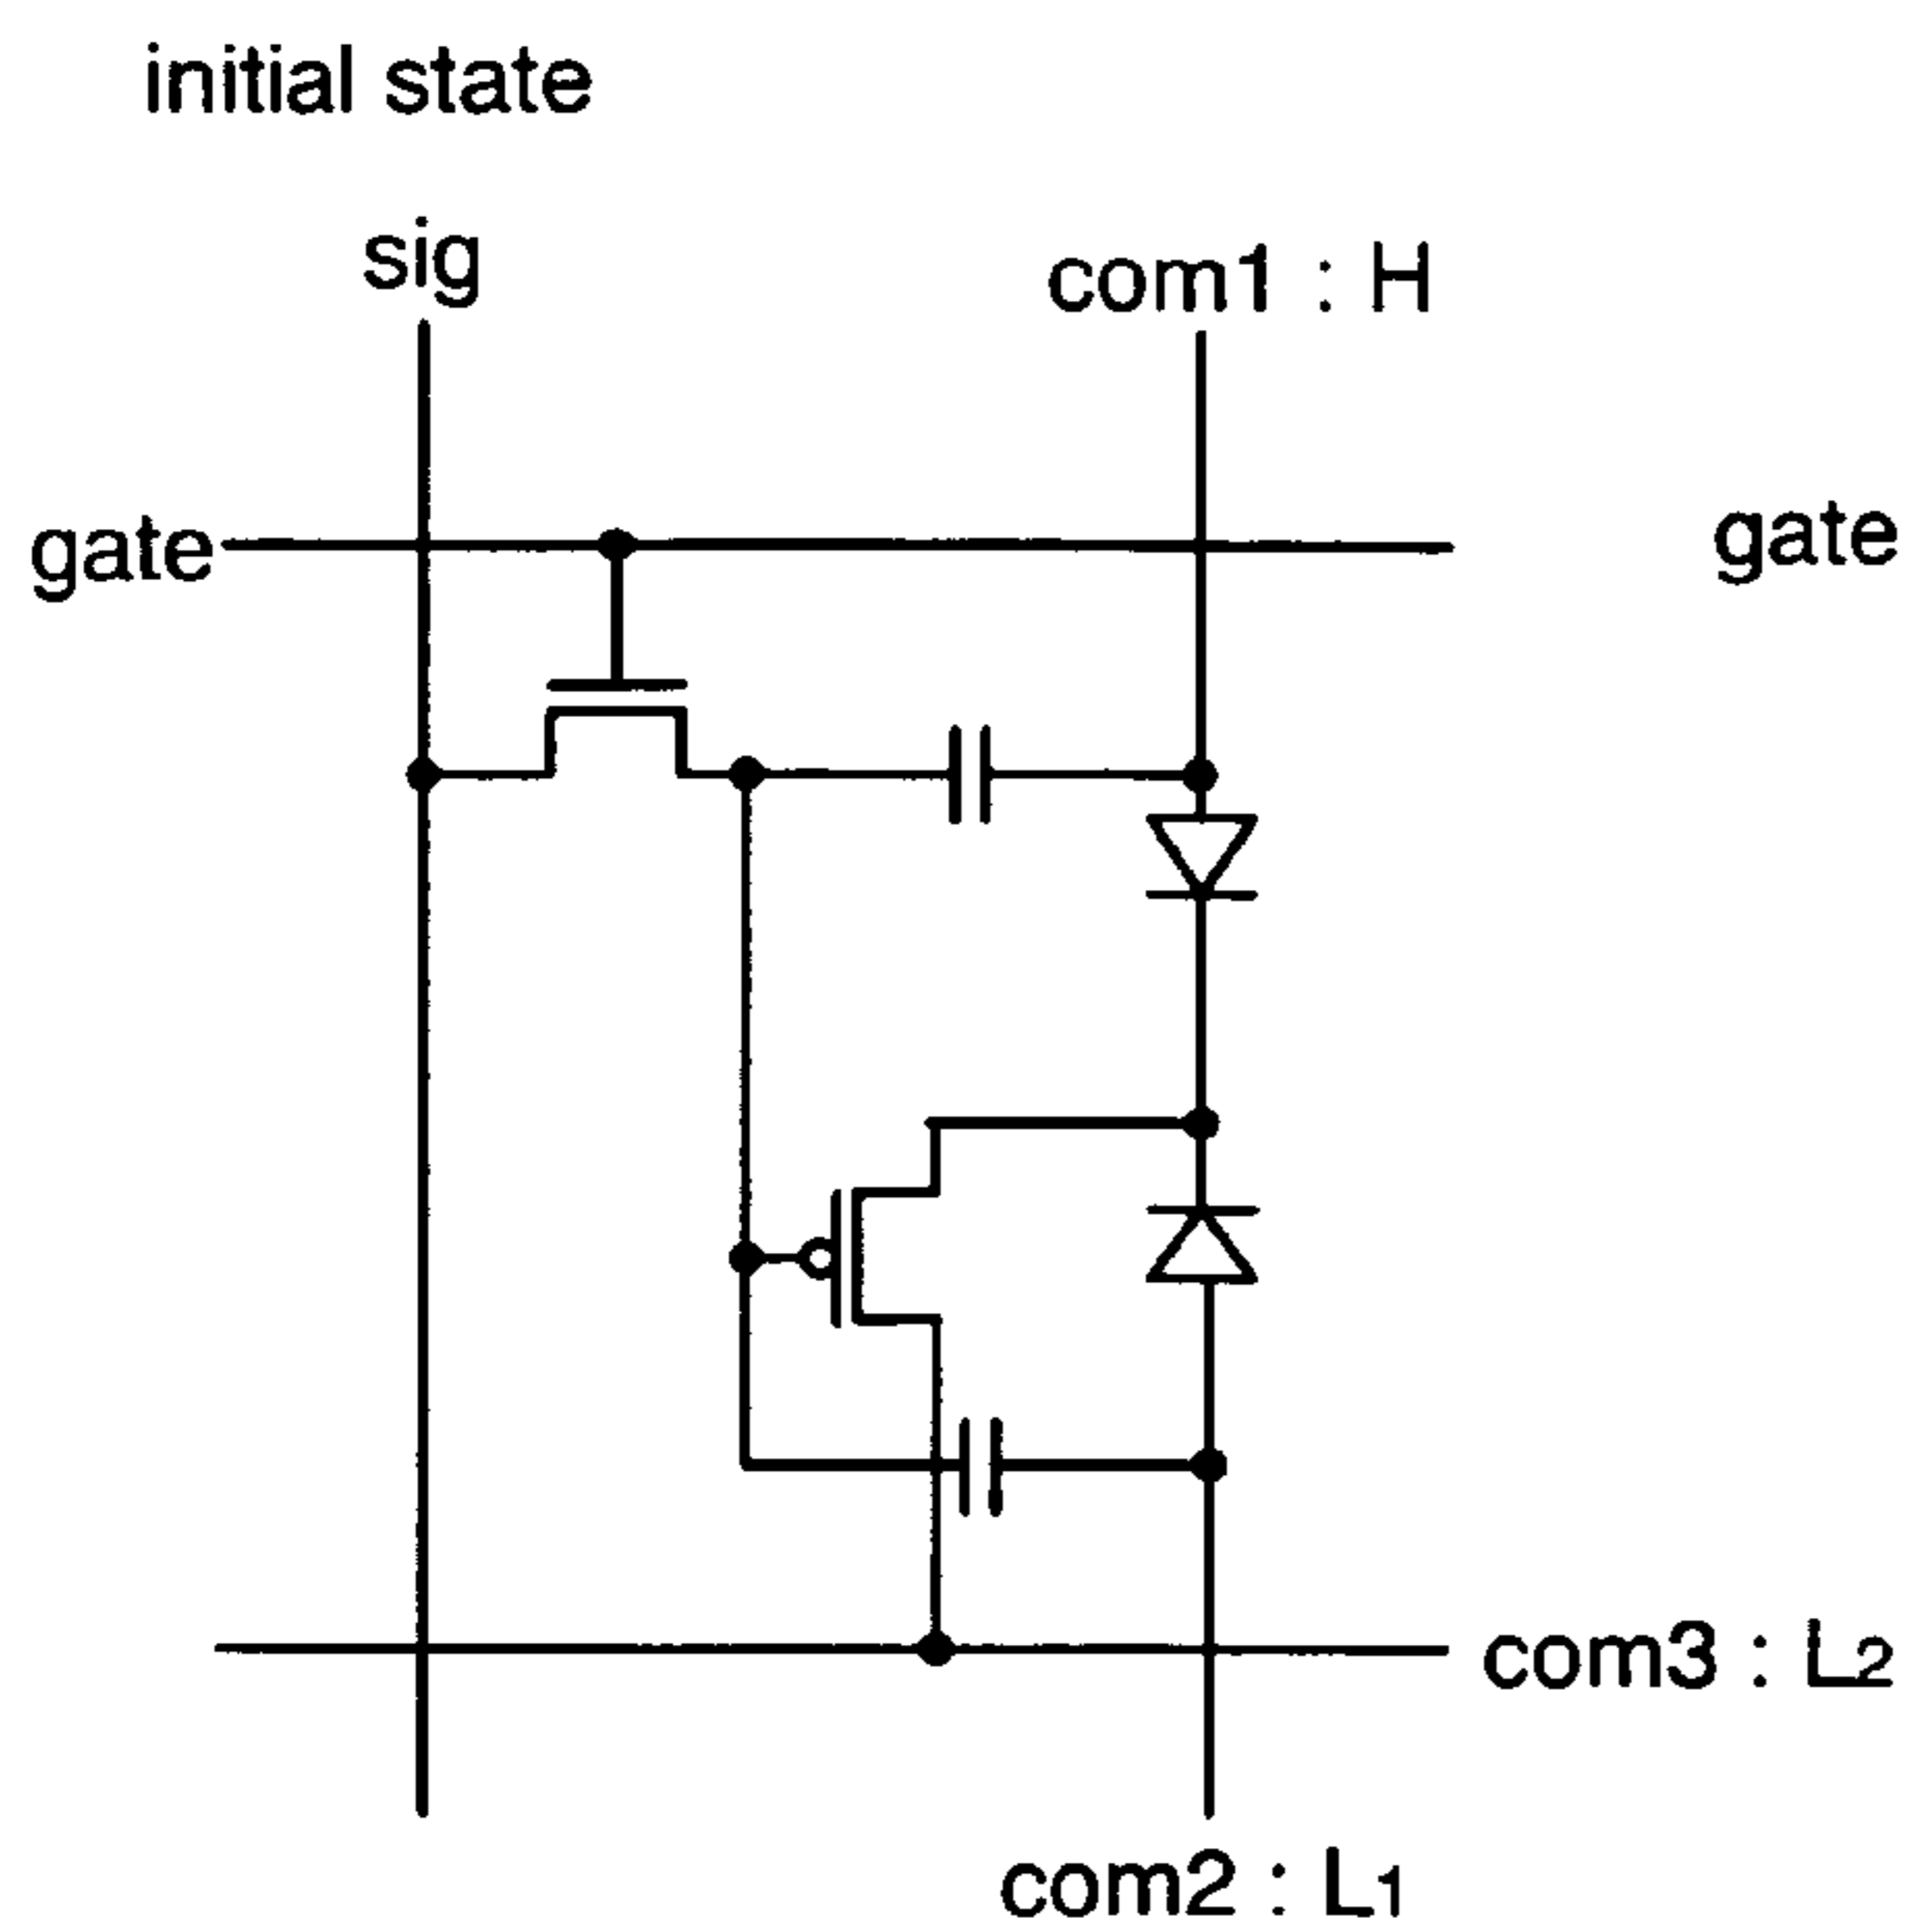 initial state
sig
com1 : H
gate
gate
com3 : L2
com2 : L1